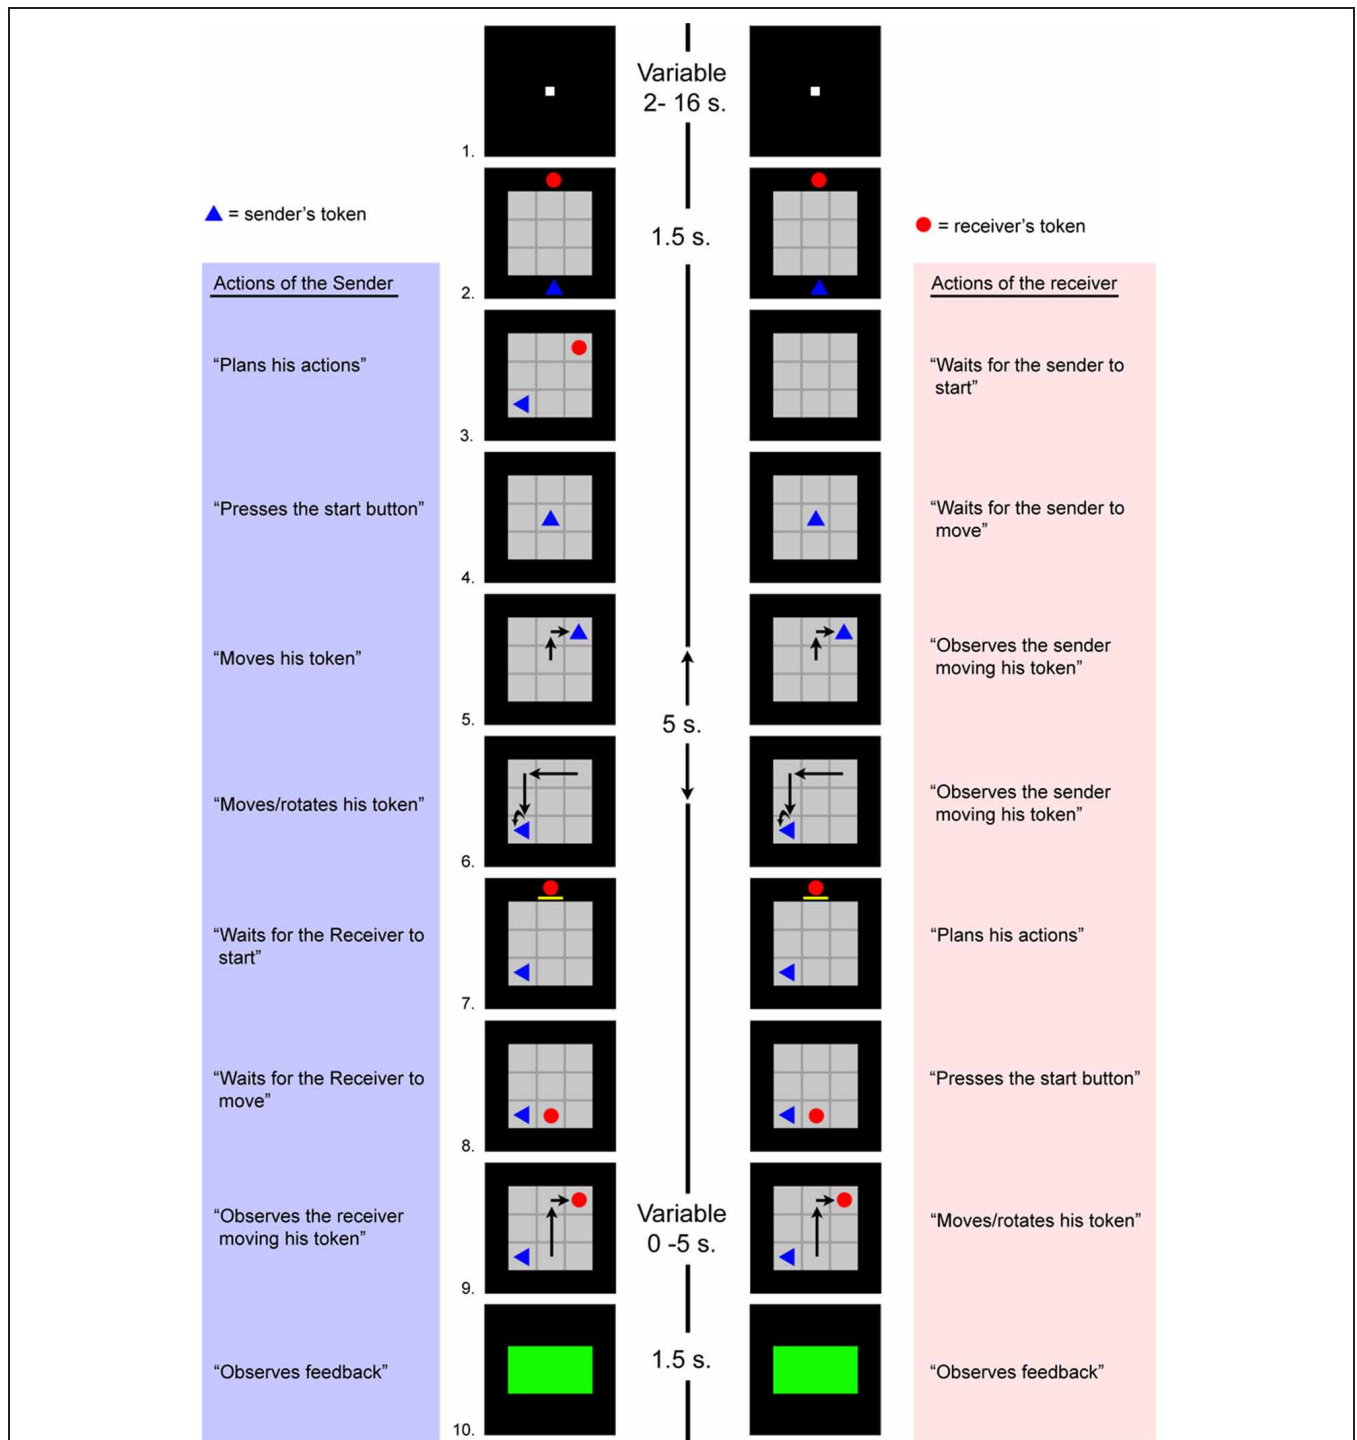 Variable
2- 16 s.
1.
▲ = sender's token
1.5 s.
● = receiver's token
Actions of the Sender
2.
Actions of the receiver
“Plans his actions”
“Waits for the sender to
start”
3.
“Presses the start button”
“Waits for the sender to
move”
4.
“Moves his token”
“Observes the sender
moving his token”
5.
5 s.
“Moves/rotates his token”
“Observes the sender
moving his token”
6.
“Waits for the Receiver to
start”
“Plans his actions”
7.
“Waits for the Receiver to
move”
“Presses the start button”
8.
“Observes the receiver
moving his token”
Variable
0 -5 s.
“Moves/rotates his token”
9.
“Observes feedback”
1.5 s.
“Observes feedback”
10.